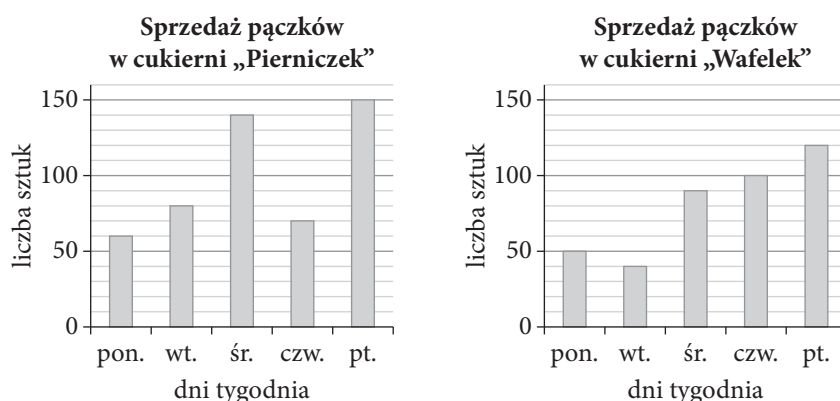 Sprzedaż pączków
w cukierni „Pierniczek”
liczba sztuk
150
100
50
0
pon. wt. śr. czw. pt.
dni tygodnia
Sprzedaż pączków
w cukierni „Wafelek”
liczba sztuk
150
100
50
0
pon. wt. śr. czw. pt.
dni tygodnia